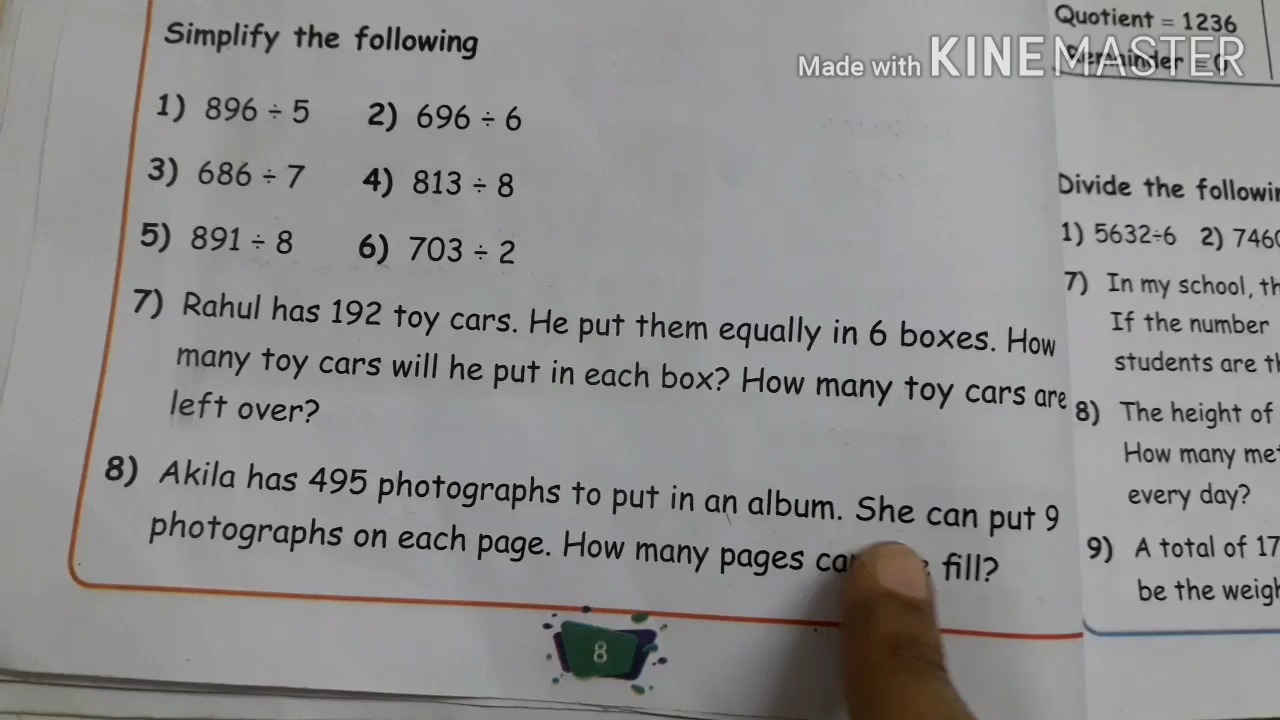 Simplify the following
1) 896 ÷ 5 2) 696 ÷ 6
3) 686 ÷ 7 4) 813 ÷ 8
5) 891 ÷ 8 6) 703 ÷ 2
7) Rahul has 192 toy cars. He put them equally in 6 boxes. How
many toy cars will he put in each box? How many toy cars are
left over?
8) Akila has 495 photographs to put in an album. She can put 9
photographs on each page. How many pages fill?
8
Quotient = 1236
Remainder = 0
Made with KINEMASTER
Divide the
1) 5632÷6 2)
7) In my school,
If the number
students are
8) The height of
How many
every day?
9) A total of
be the